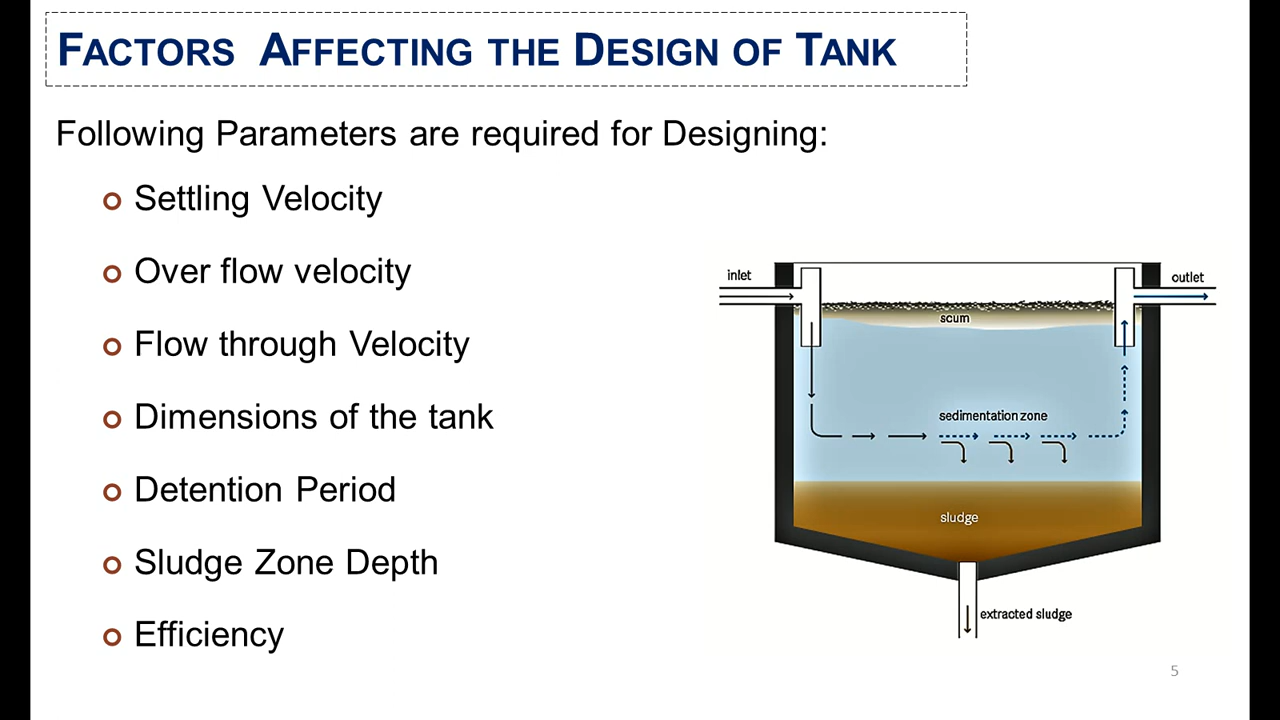 FACTORS AFFECTING THE DESIGN OF TANK
Following Parameters are required for Designing:
Settling Velocity
Over flow velocity
Flow through Velocity
Dimensions of the tank
Detention Period
Sludge Zone Depth
Efficiency
inlet
outlet
scum
sedimentation zone
sludge
extracted sludge
5